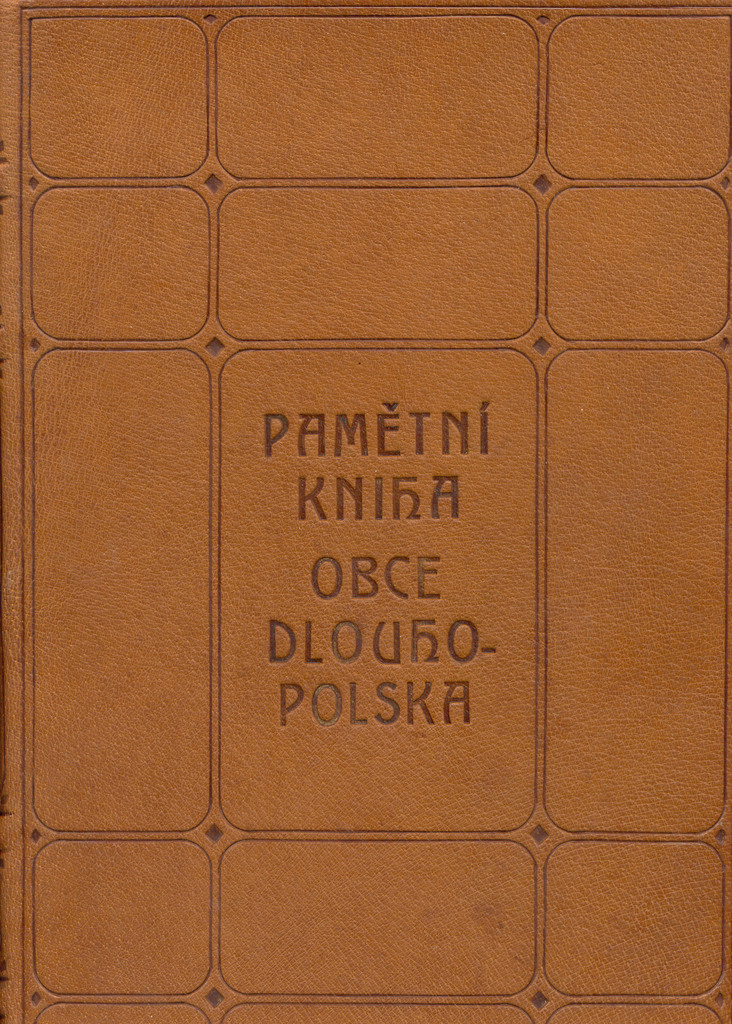 PAMĚTNÍ
KNIHA
OBCE
DLOUHO-
POLSKA